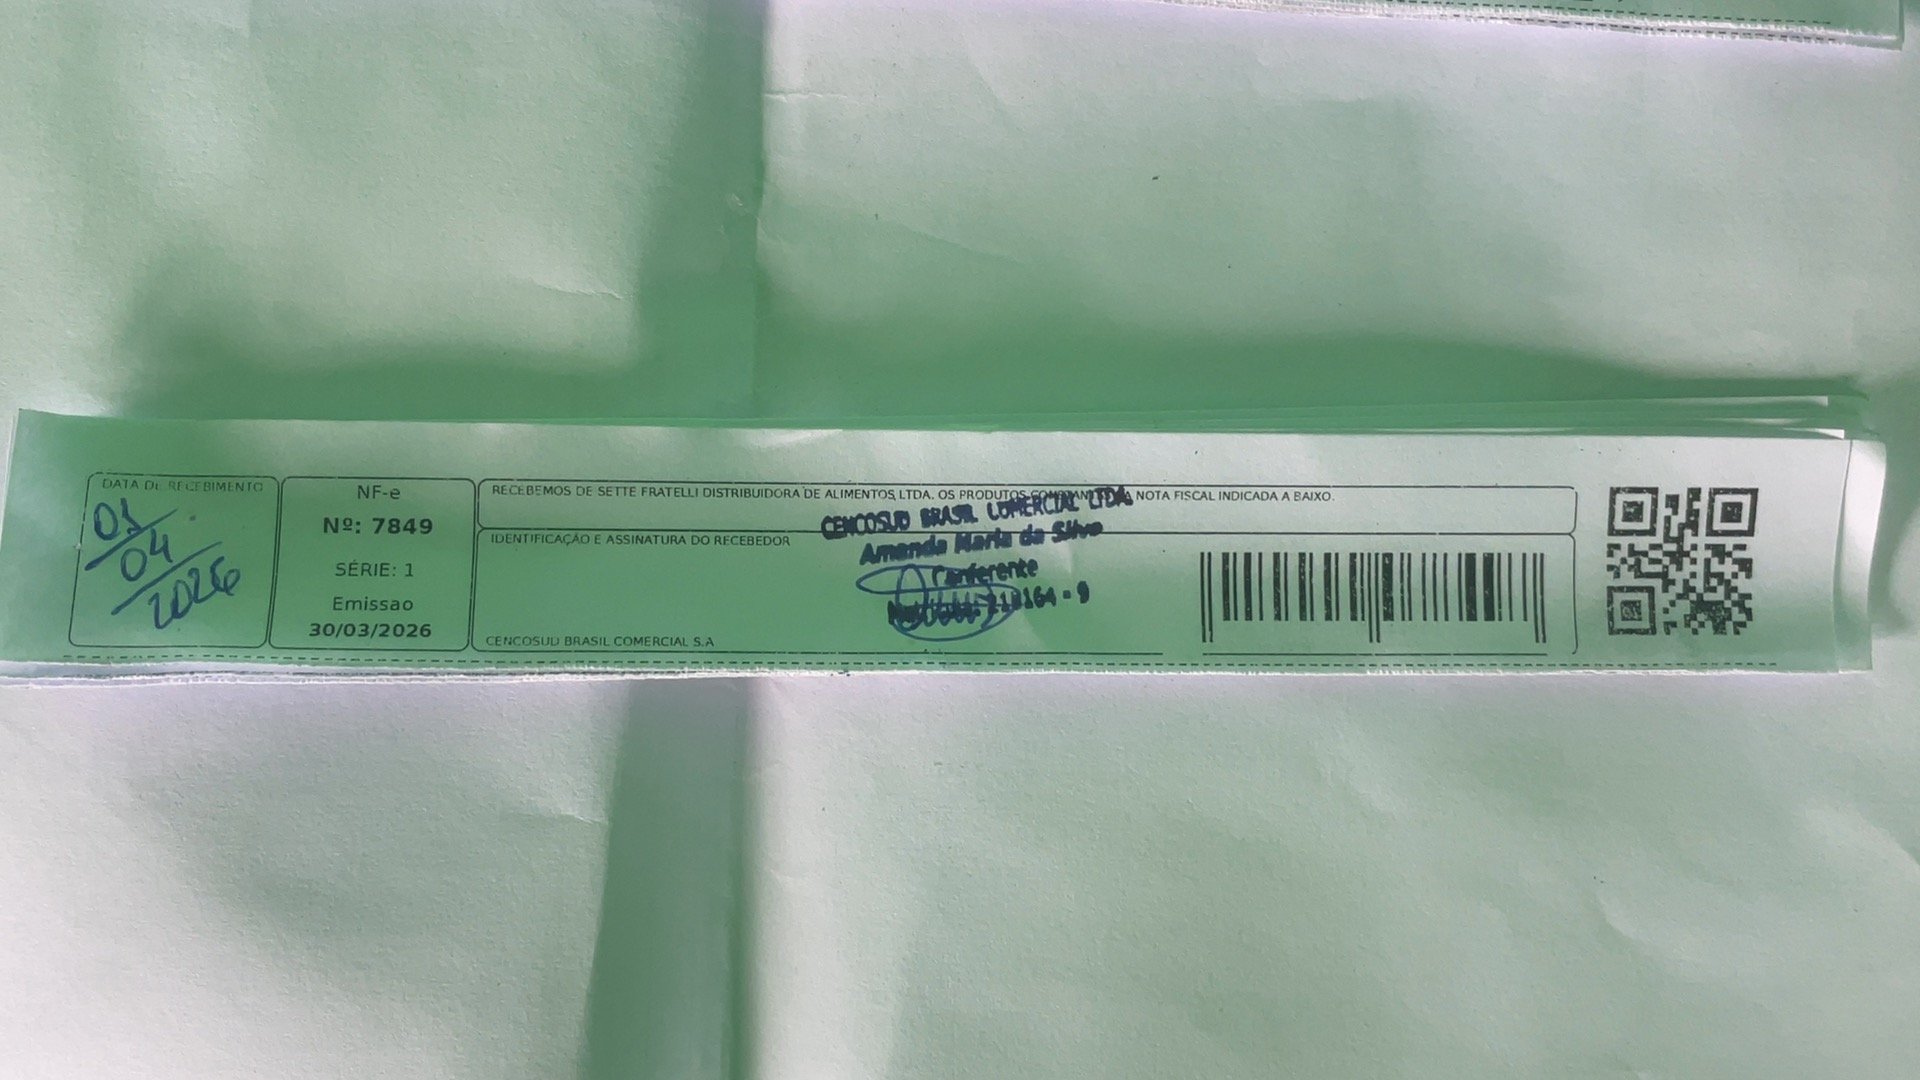 DATA DE RECEBIMENTO
01/04/2026
NF-e
Nº: 7849
SÉRIE: 1
Emissao
30/03/2026
RECEBEMOS DE SETTE FRATELLI DISTRIBUIDORA DE ALIMENTOS LTDA. OS PRODUTOS NOTA FISCAL INDICADA A BAIXO.
IDENTIFICAÇÃO E ASSINATURA DO RECEBEDOR
CENCOSUD BRASIL COMERCIAL LTDA.
Amanda Maria da Silva
Conferente
CENCOSUD BRASIL COMERCIAL S.A